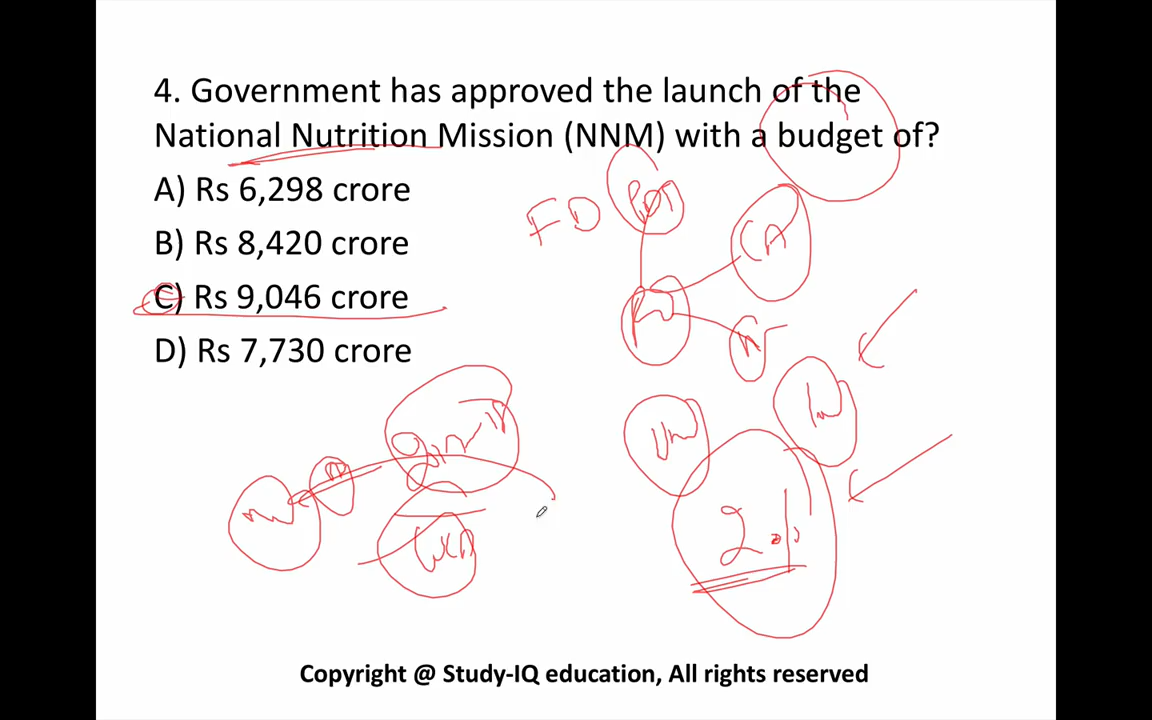 4. Government has approved the launch of the
National Nutrition Mission (NNM) with a budget of?
A) Rs 6,298 crore
B) Rs 8,420 crore
C) Rs 9,046 crore
D) Rs 7,730 crore
FD
CA
Copyright @ Study-IQ education, All rights reserved